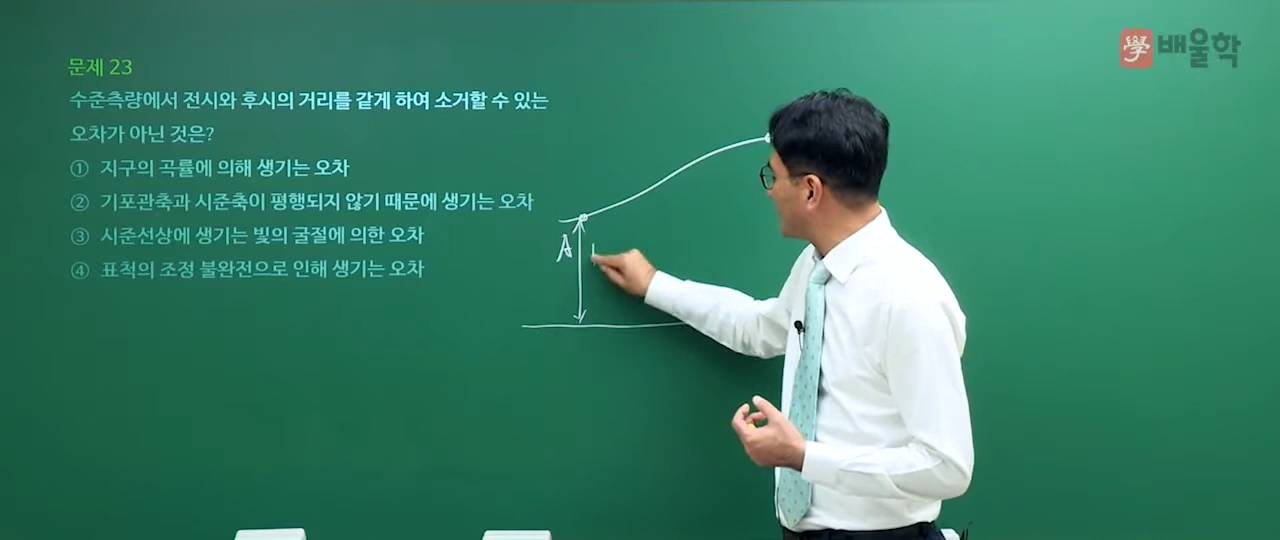 學 배울학
문제 23
수준측량에서 전시와 후시의 거리를 같게 하여 소거할 수 있는
오차가 아닌 것은?
① 지구의 곡률에 의해 생기는 오차
② 기포관축과 시준축이 평행되지 않기 때문에 생기는 오차
③ 시준선상에 생기는 빛의 굴절에 의한 오차
④ 표척의 조정 불완전으로 인해 생기는 오차
A